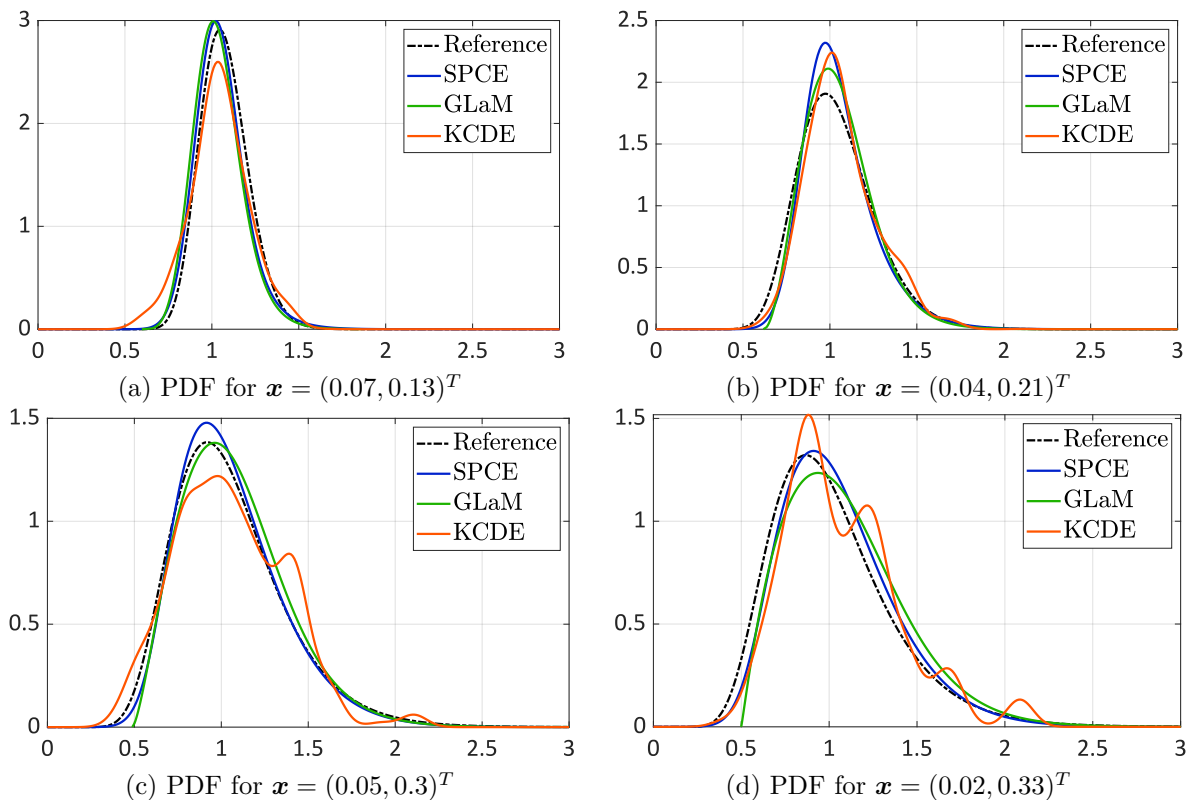 3
2
1
0
0 0.5 1 1.5 2 2.5 3
Reference
SPCE
GLaM
KCDE
(a) PDF for x = (0.07, 0.13)^T
2.5
2
1.5
1
0.5
0
0 0.5 1 1.5 2 2.5 3
Reference
SPCE
GLaM
KCDE
(b) PDF for x = (0.04, 0.21)^T
1.5
1
0.5
0
0 0.5 1 1.5 2 2.5 3
Reference
SPCE
GLaM
KCDE
(c) PDF for x = (0.05, 0.3)^T
1.5
1
0.5
0
0 0.5 1 1.5 2 2.5 3
Reference
SPCE
GLaM
KCDE
(d) PDF for x = (0.02, 0.33)^T